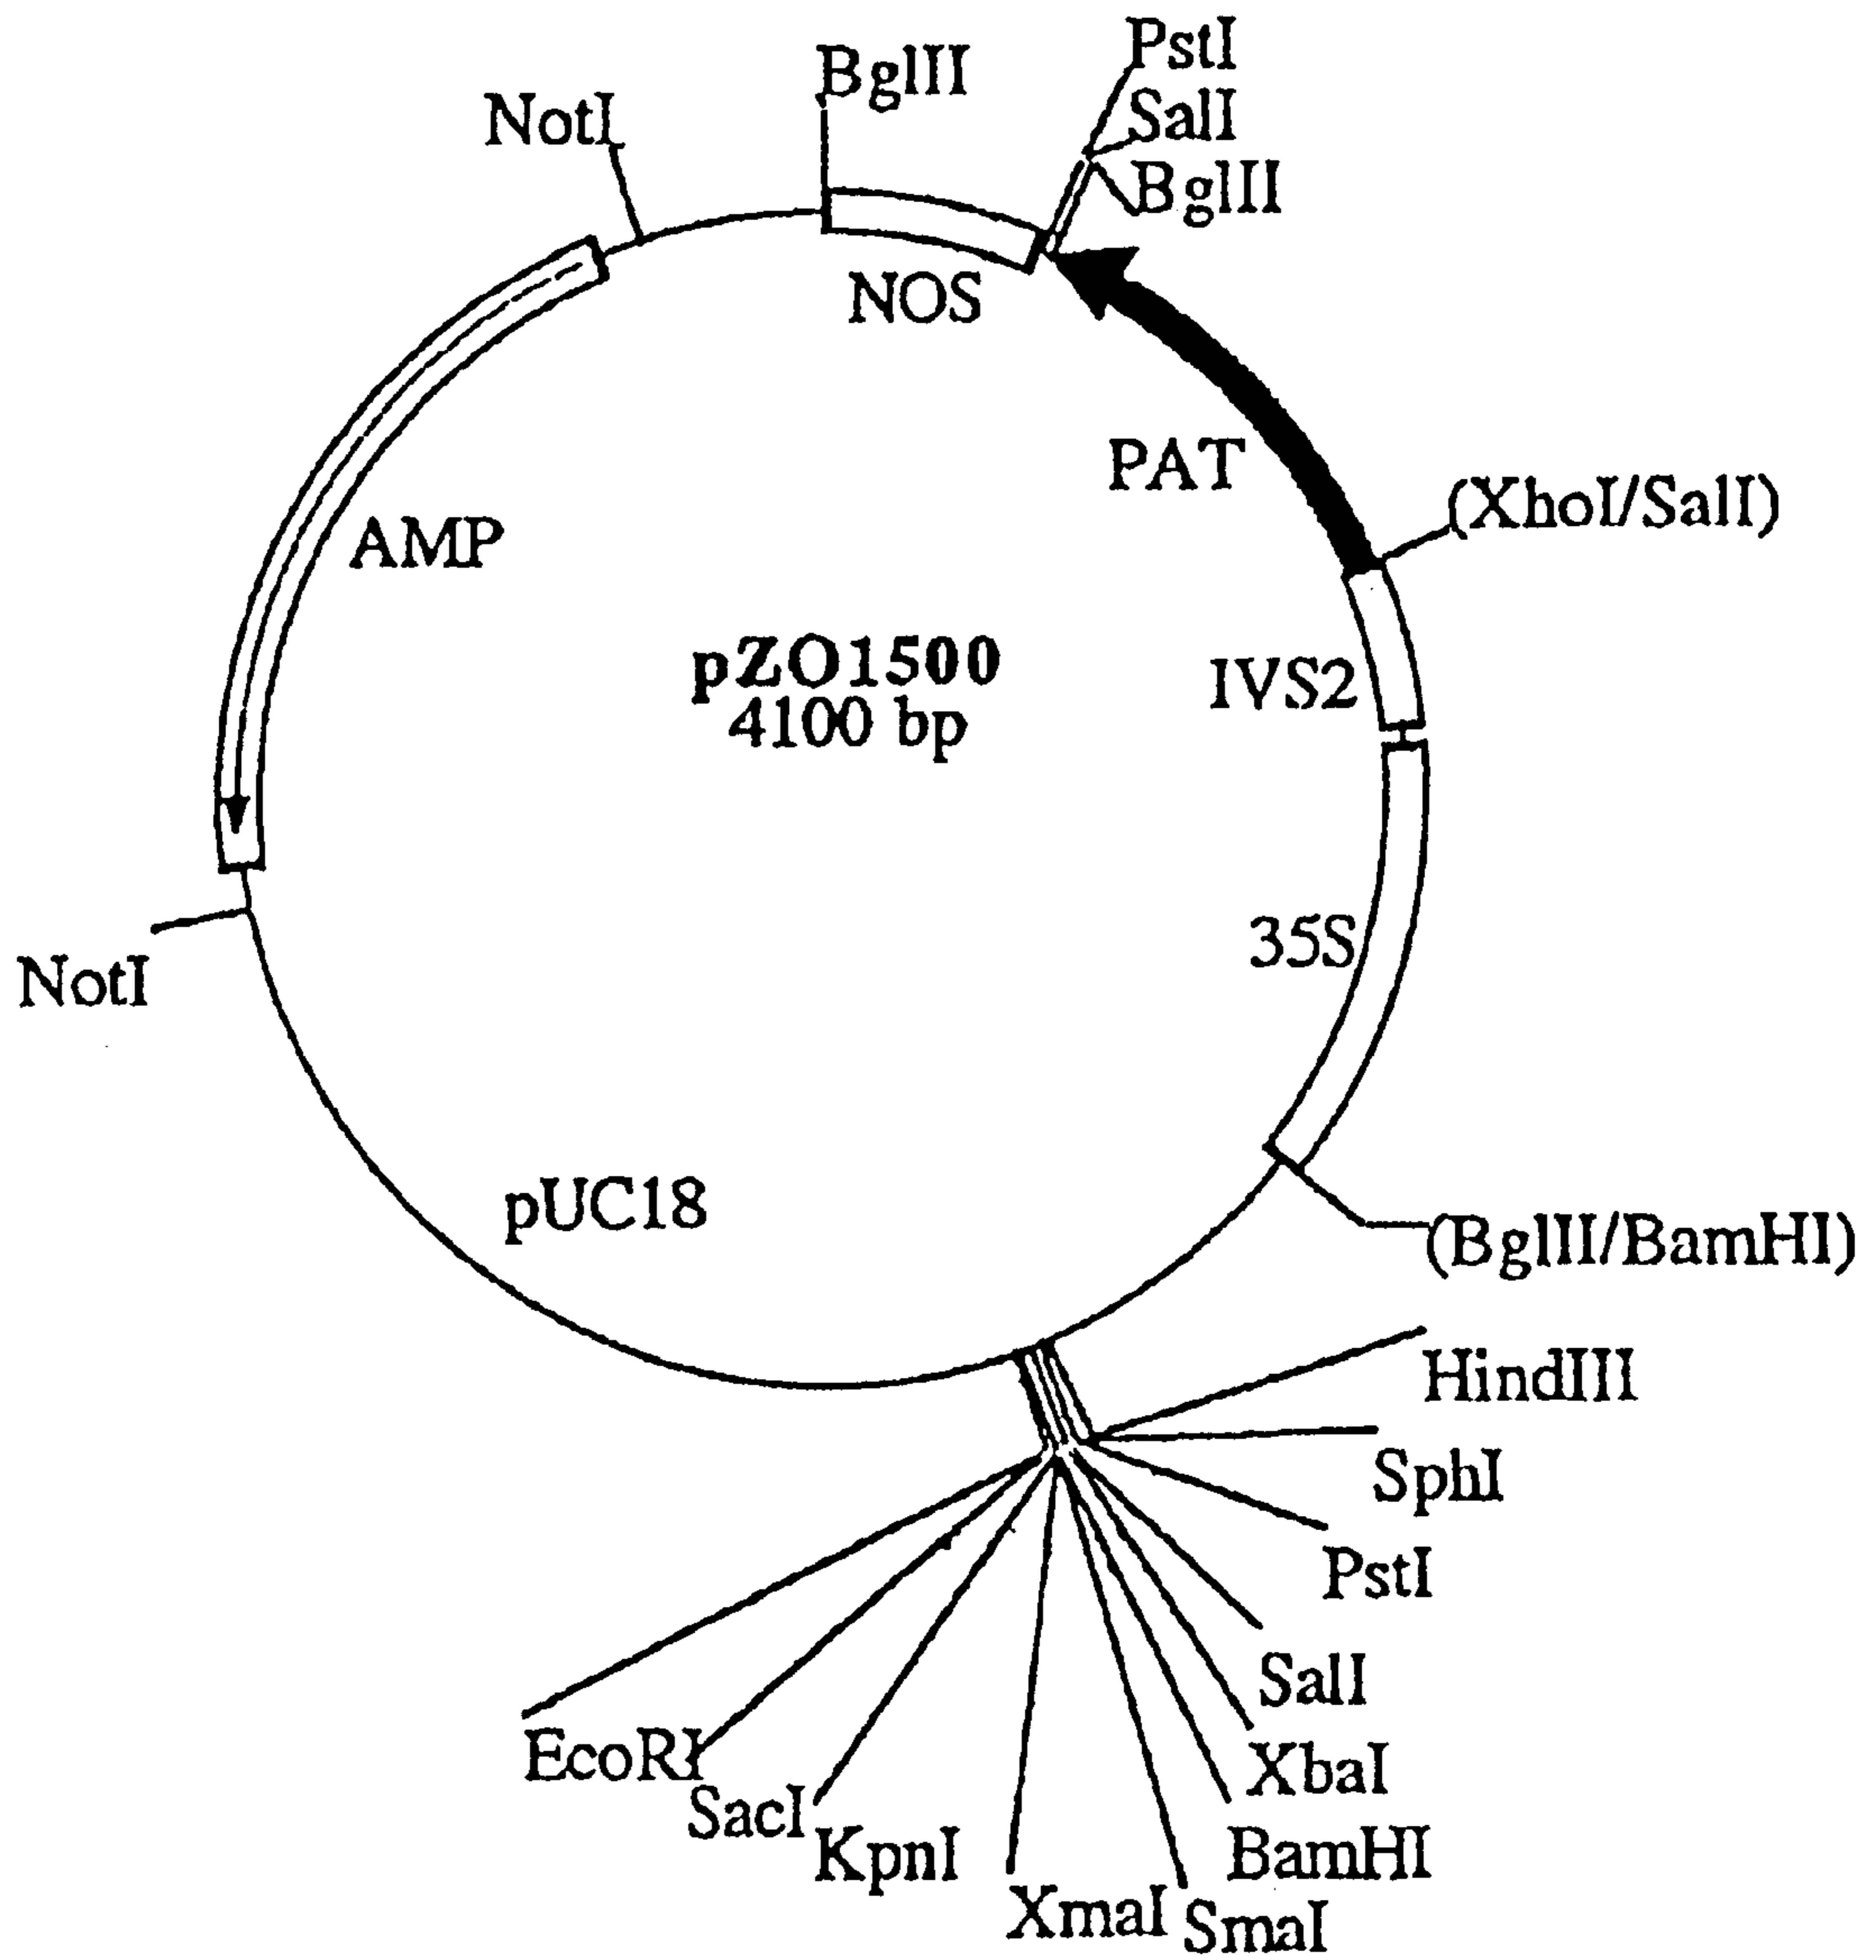 PstI
BglII
SalI
NotI
BglII
NOS
PAT
(XhoI/SalI)
AMP
pZO1500
4100 bp
IVS2
35S
NotI
pUC18
(BglII/BamHI)
HindIII
SphI
PstI
SalI
EcoRI
XbaI
SacI
KpnI
BamHI
XmaI
SmaI